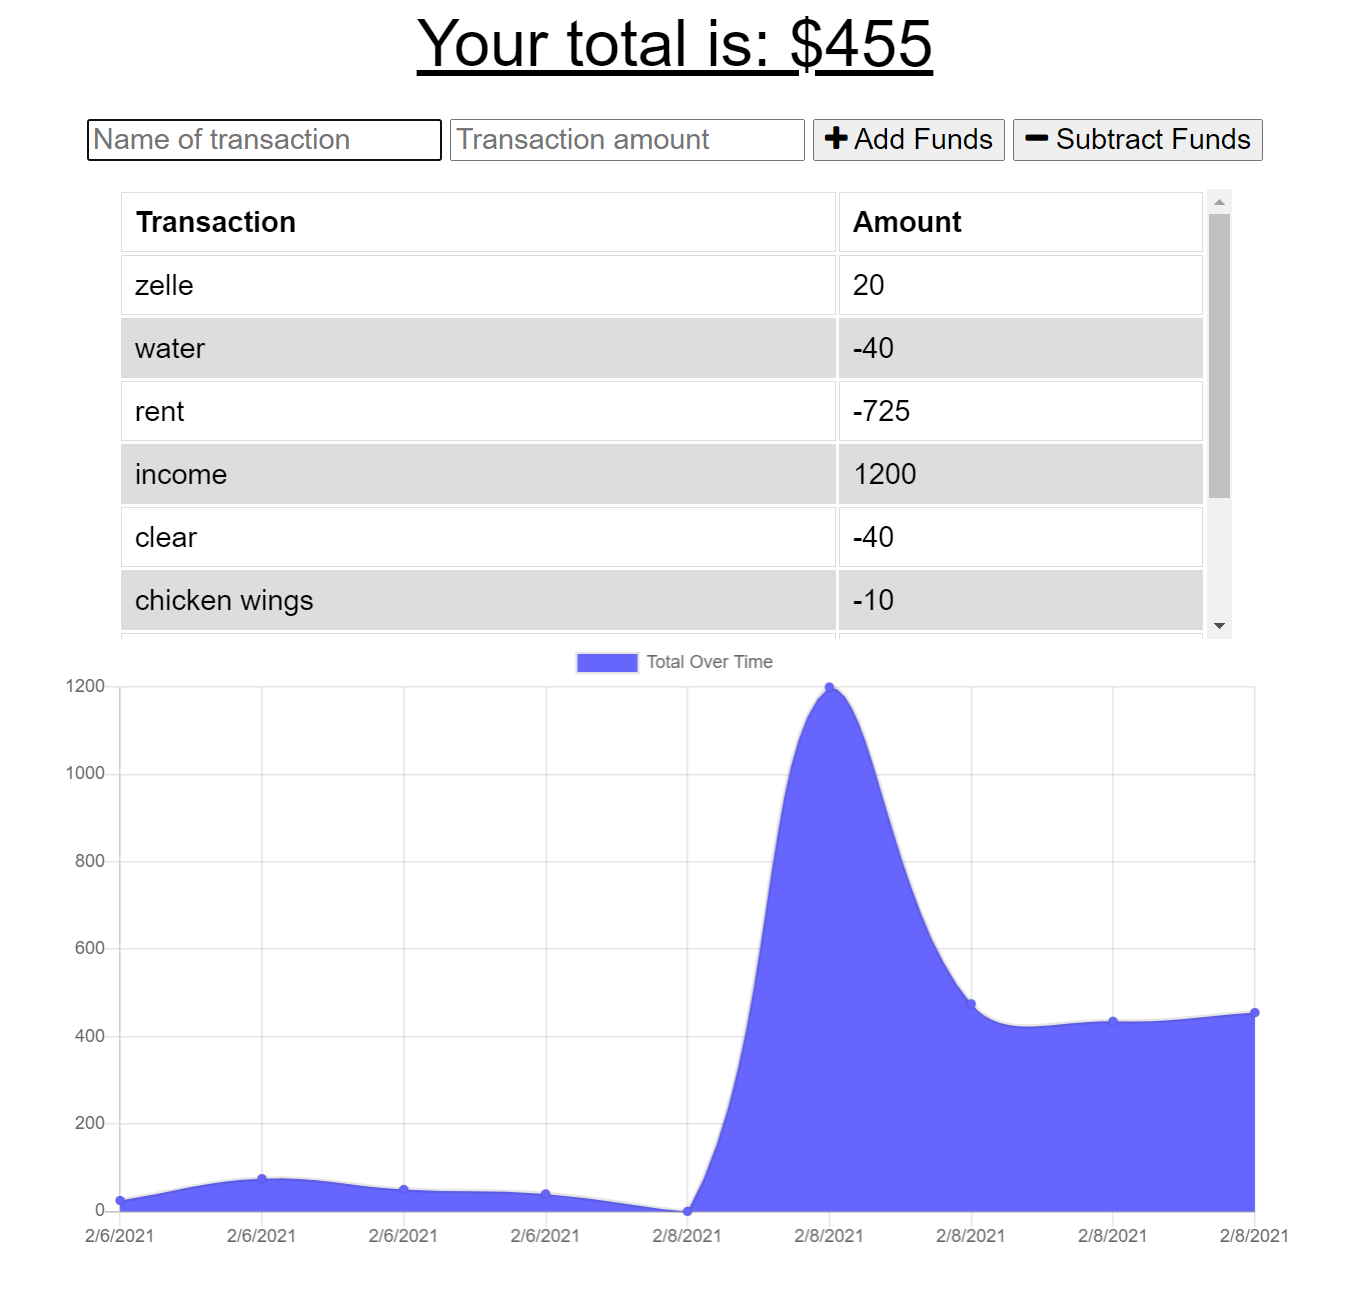 Your total is: $455
Name of transaction Transaction amount Add Funds Subtract Funds
Transaction Amount
zelle 20
water -40
rent -725
income 1200
clear -40
chicken wings -10
Total Over Time
1200
1000
800
600
400
200
0
2/6/2021 2/6/2021 2/6/2021 2/6/2021 2/8/2021 2/8/2021 2/8/2021 2/8/2021 2/8/2021